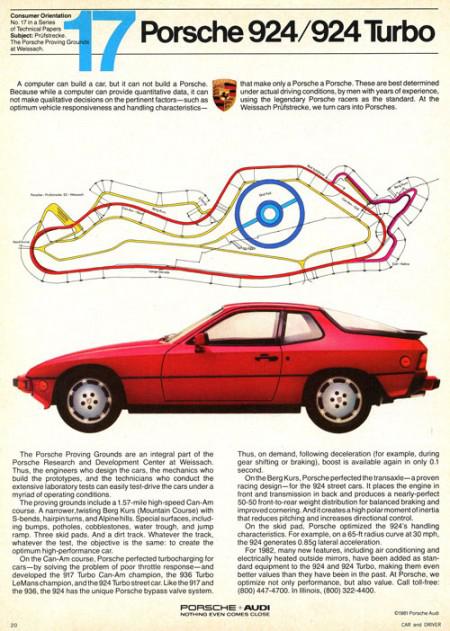 Consumer Orientation
No. 17 in a Series
of Technical Papers
Subject: Prüfstrecke.
The Porsche Proving Grounds
at Weissach.
17
Porsche 924/924 Turbo
A computer can build a car, but it can not build a Porsche.
Because while a computer can provide quantitative data, it can
not make qualitative decisions on the pertinent factors—such as
optimum vehicle responsiveness and handling characteristics—
that make only a Porsche a Porsche. These are best determined
under actual driving conditions, by men with years of experience,
using the legendary Porsche racers as the standard. At the
Weissach Prüfstrecke, we turn cars into Porsches.
The Porsche Proving Grounds are an integral part of the
Porsche Research and Development Center at Weissach.
Thus, the engineers who design the cars, the mechanics who
build the prototypes, and the technicians who conduct the
extensive laboratory tests can easily test-drive the cars under a
myriad of operating conditions.
The proving grounds include a 1.57-mile high-speed Can-Am
course. A narrower, twisting Berg Kurs (Mountain Course) with
S-bends, hairpin turns, and Alpine hills. Special surfaces, includ-
ing bumps, potholes, cobblestones, water trough, and jump
ramp. Three skid pads. And a dirt track. Whatever the track,
whatever the test, the objective is the same: to create the
optimum high-performance car.
On the Can-Am course, Porsche perfected turbocharging for
cars—by solving the problem of poor throttle response—and
developed the 917 Turbo Can-Am champion, the 936 Turbo
LeMans champion, and the 924 Turbo street car. Like the 917 and
the 936, the 924 has the unique Porsche bypass valve system.
Thus, on demand, following deceleration (for example, during
gear shifting or braking), boost is available again in only 0.1
second.
On the Berg Kurs, Porsche perfected the transaxle—a proven
racing design—for the 924 street cars. It places the engine in
front and transmission in back and produces a nearly-perfect
50-50 front-to-rear weight distribution for balanced braking and
improved cornering. And it creates a high polar moment of inertia
that reduces pitching and increases directional control.
On the skid pad, Porsche optimized the 924's handling
characteristics. For example, on a 65-ft radius curve at 30 mph,
the 924 generates 0.85g lateral acceleration.
For 1982, many new features, including air conditioning and
electrically heated outside mirrors, have been added as stan-
dard equipment to the 924 and 924 Turbo, making them even
better values than they have been in the past. At Porsche, we
optimize not only performance, but also value. Call toll-free:
(800) 447-4700. In Illinois, (800) 322-4400.
PORSCHE+AUDI
NOTHING EVEN COMES CLOSE
©1981 Porsche Audi
20
CAR and DRIVER